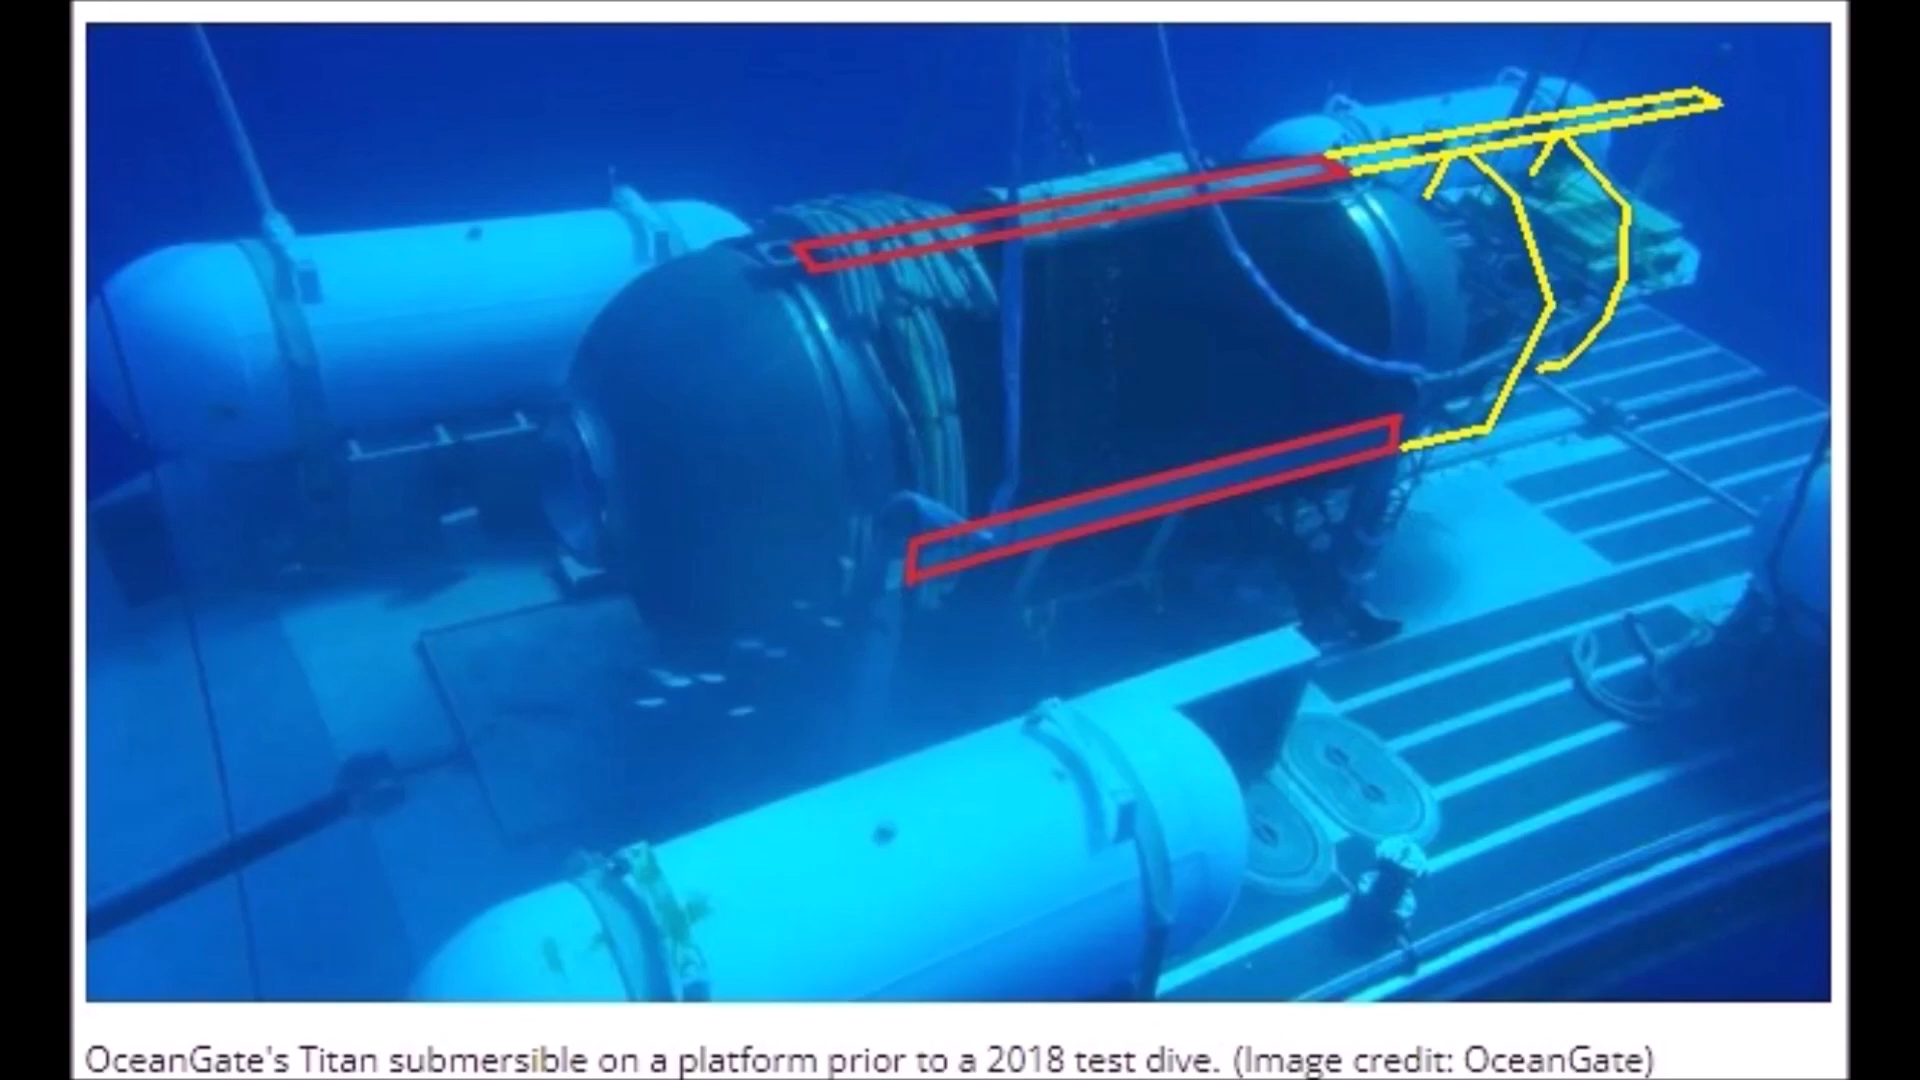 OceanGate's Titan submersible on a platform prior to a 2018 test dive. (Image credit: OceanGate)